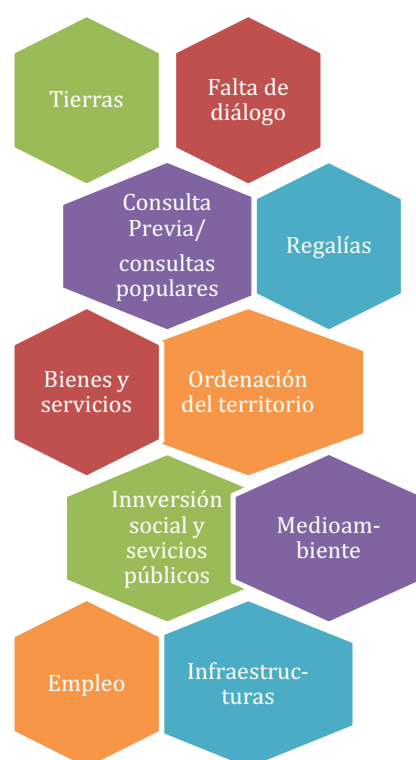 Tierras
Falta de
diálogo
Consulta
Previa/
consultas
populares
Regalías
Bienes y
servicios
Ordenación
del territorio
Innversión
social y
sevicios
públicos
Medioam-
biente
Empleo
Infraestruc-
turas